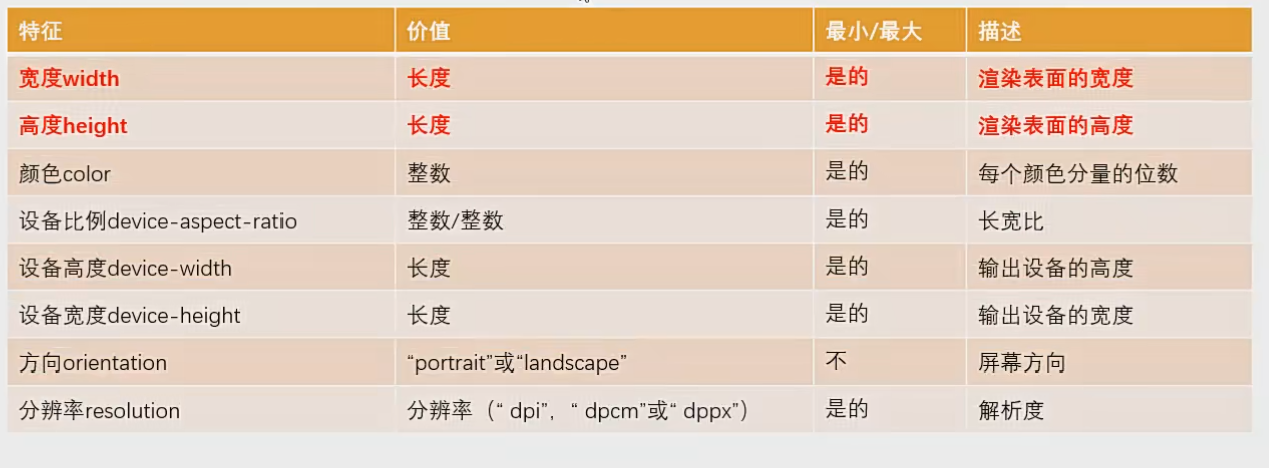 特征 价值 最小/最大 描述
宽度width 长度 是的 渲染表面的宽度
高度height 长度 是的 渲染表面的高度
颜色color 整数 是的 每个颜色分量的位数
设备比例device-aspect-ratio 整数/整数 是的 长宽比
设备高度device-width 长度 是的 输出设备的高度
设备宽度device-height 长度 是的 输出设备的宽度
方向orientation “portrait”或“landscape” 不 屏幕方向
分辨率resolution 分辨率（“ dpi”，“ dpcm”或“ dppx”） 是的 解析度